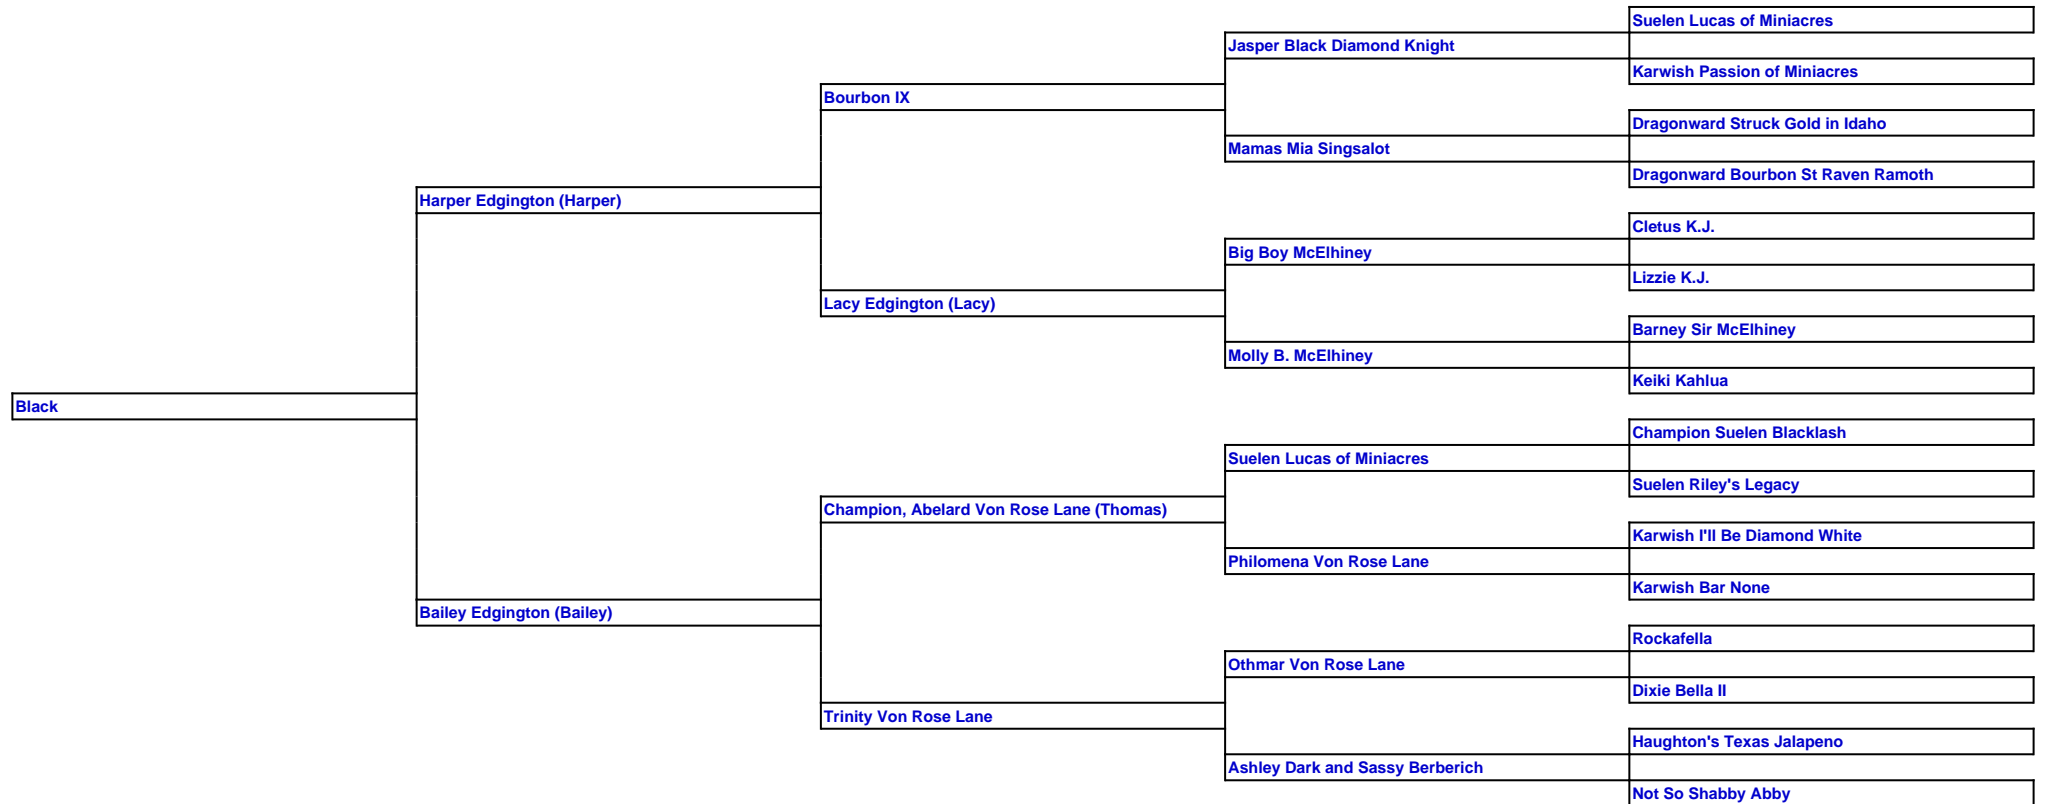 Suelen Lucas of Miniacres
Jasper Black Diamond Knight
Karwish Passion of Miniacres
Bourbon IX
Dragonward Struck Gold in Idaho
Mamas Mia Singsalot
Dragonward Bourbon St Raven Ramoth
Harper Edgington (Harper)
Cletus K.J.
Big Boy McElhiney
Lizzie K.J.
Lacy Edgington (Lacy)
Barney Sir McElhiney
Molly B. McElhiney
Keiki Kahlua
Black
Champion Suelen Blacklash
Suelen Lucas of Miniacres
Suelen Riley's Legacy
Champion, Abelard Von Rose Lane (Thomas)
Karwish I'll Be Diamond White
Philomena Von Rose Lane
Karwish Bar None
Bailey Edgington (Bailey)
Rockafella
Othmar Von Rose Lane
Dixie Bella II
Trinity Von Rose Lane
Haughton's Texas Jalapeno
Ashley Dark and Sassy Berberich
Not So Shabby Abby